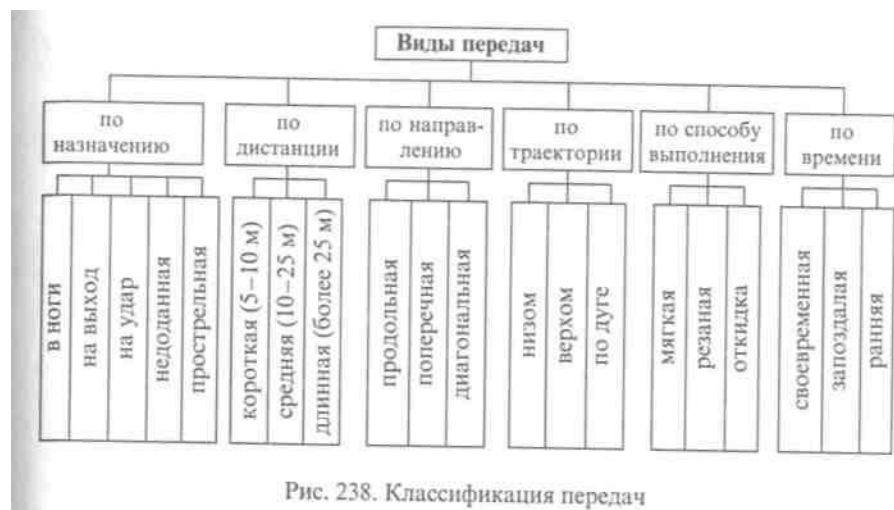 Виды передач
по
назначению
по
дистанции
по направ-
лению
по
траектории
по способу
выполнения
по
времени
в ноги
на выход
на удар
недоданная
прострельная
короткая (5–10 м)
средняя (10–25 м)
длинная (более 25 м)
продольная
поперечная
диагональная
низом
верхом
по дуге
мягкая
резаная
откидка
своевременная
запоздалая
ранняя
Рис. 238. Классификация передач